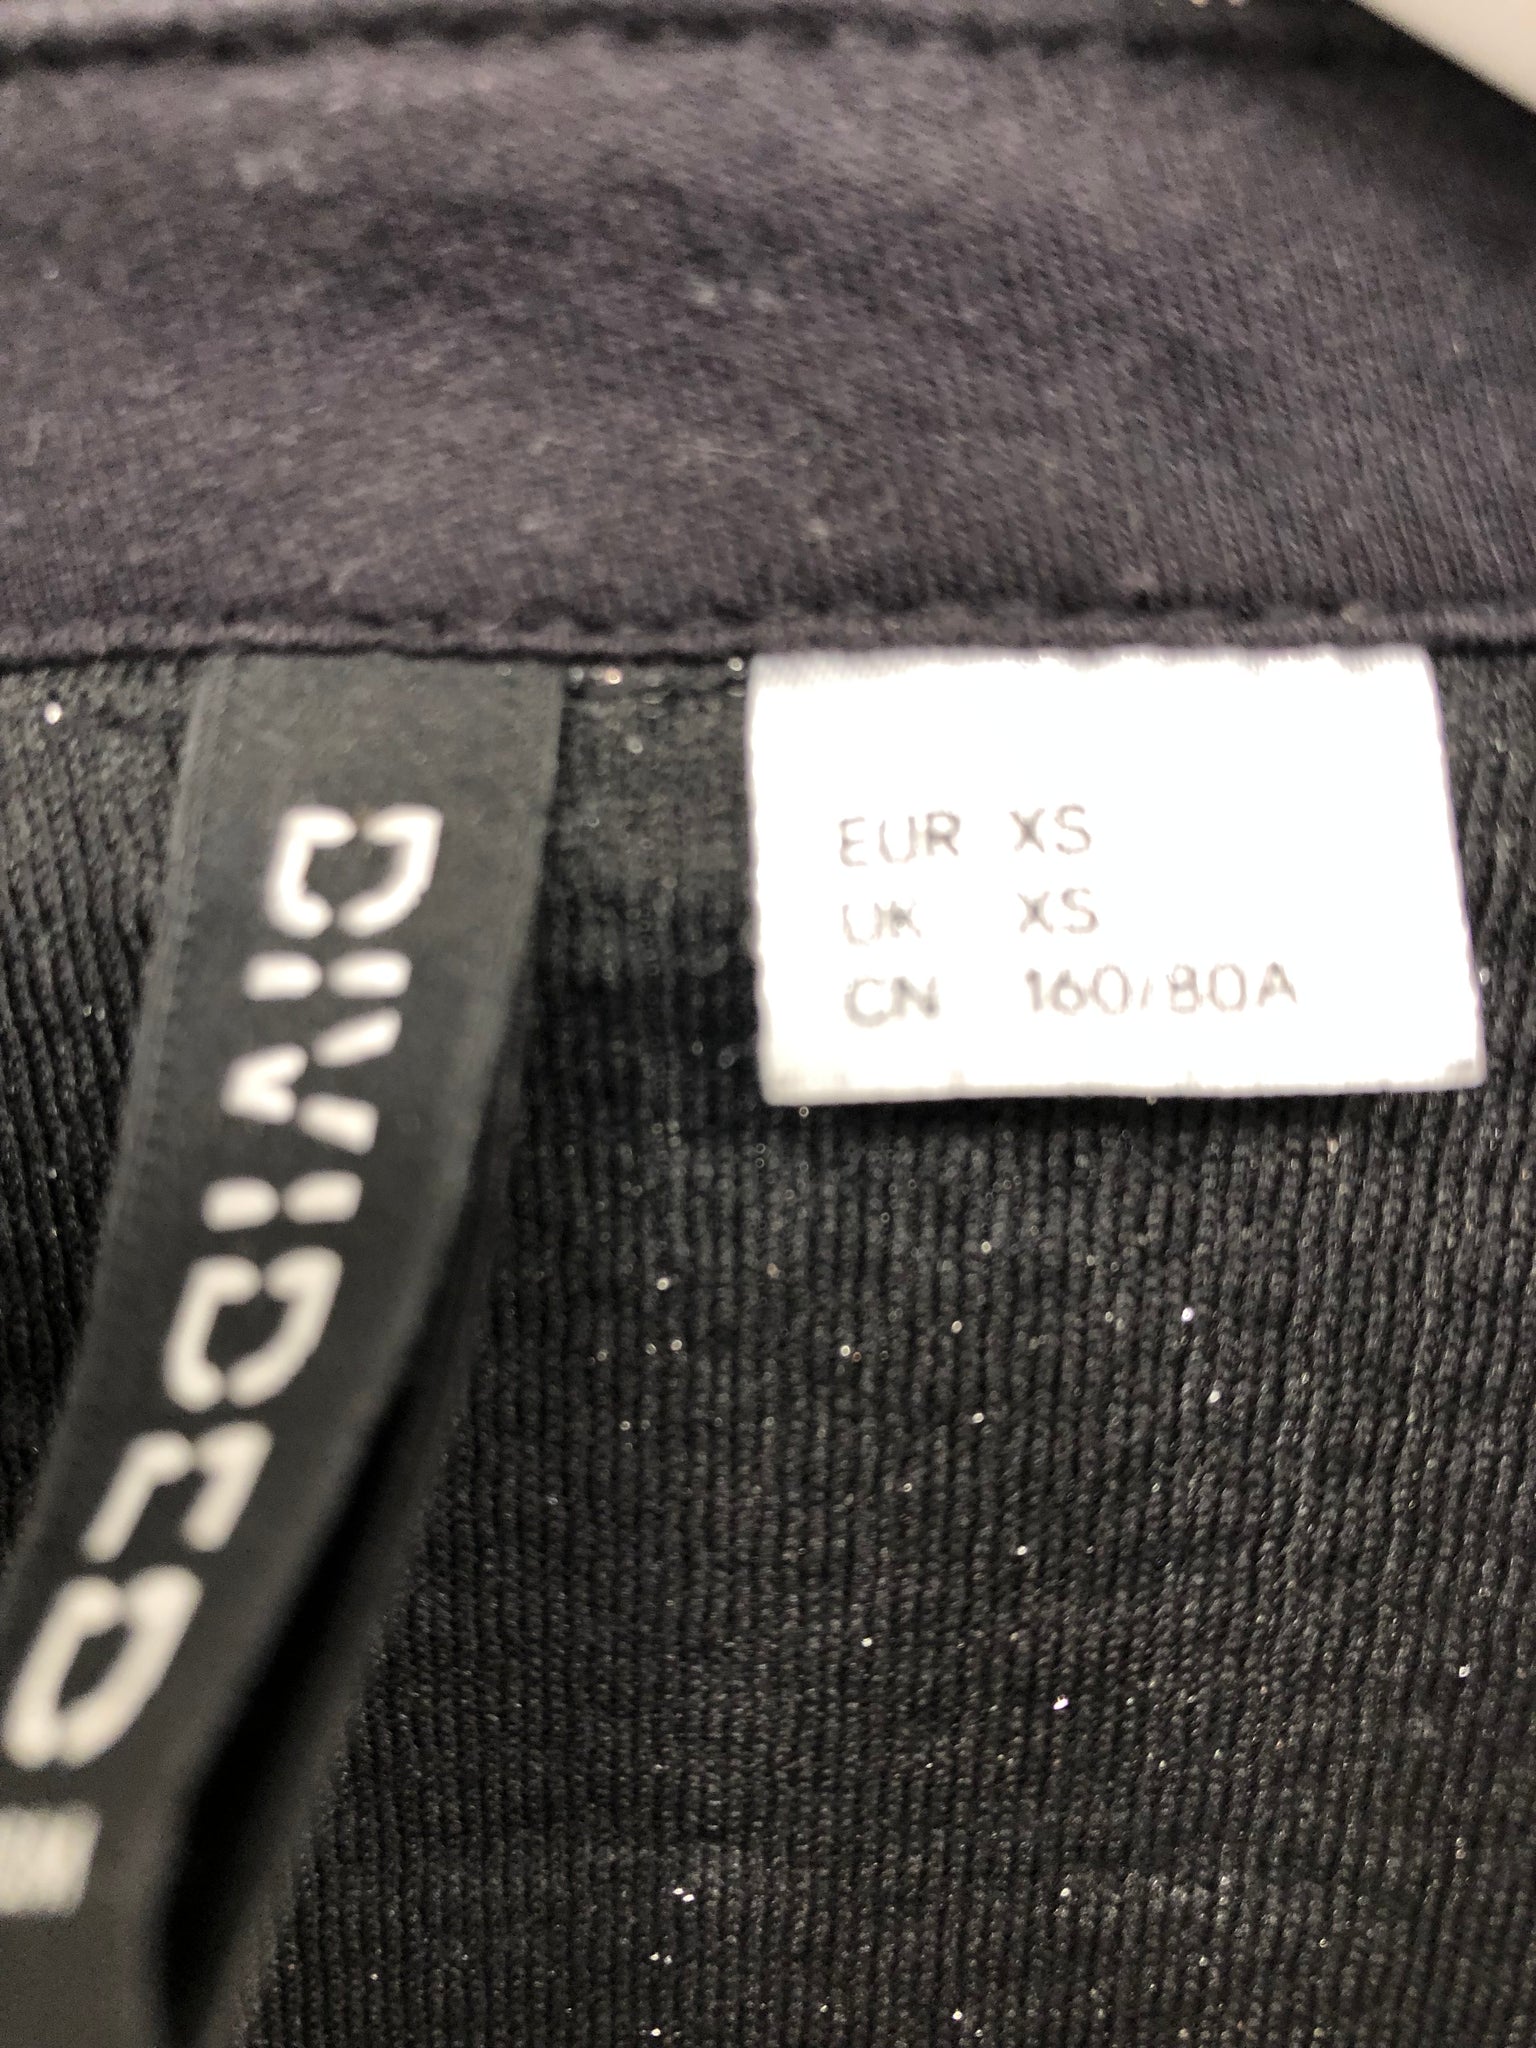 DIVIDED
EUR XS
UK XS
CN 160/80A